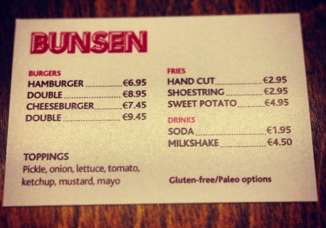 BUNSEN
BURGERS
HAMBURGER €6.95
DOUBLE €8.95
CHEESEBURGER €7.45
DOUBLE €9.45
TOPPINGS
Pickle, onion, lettuce, tomato,
ketchup, mustard, mayo
FRIES
HAND CUT €2.95
SHOESTRING €2.95
SWEET POTATO €4.95
DRINKS
SODA €1.95
MILKSHAKE €4.50
Gluten-free/Paleo options